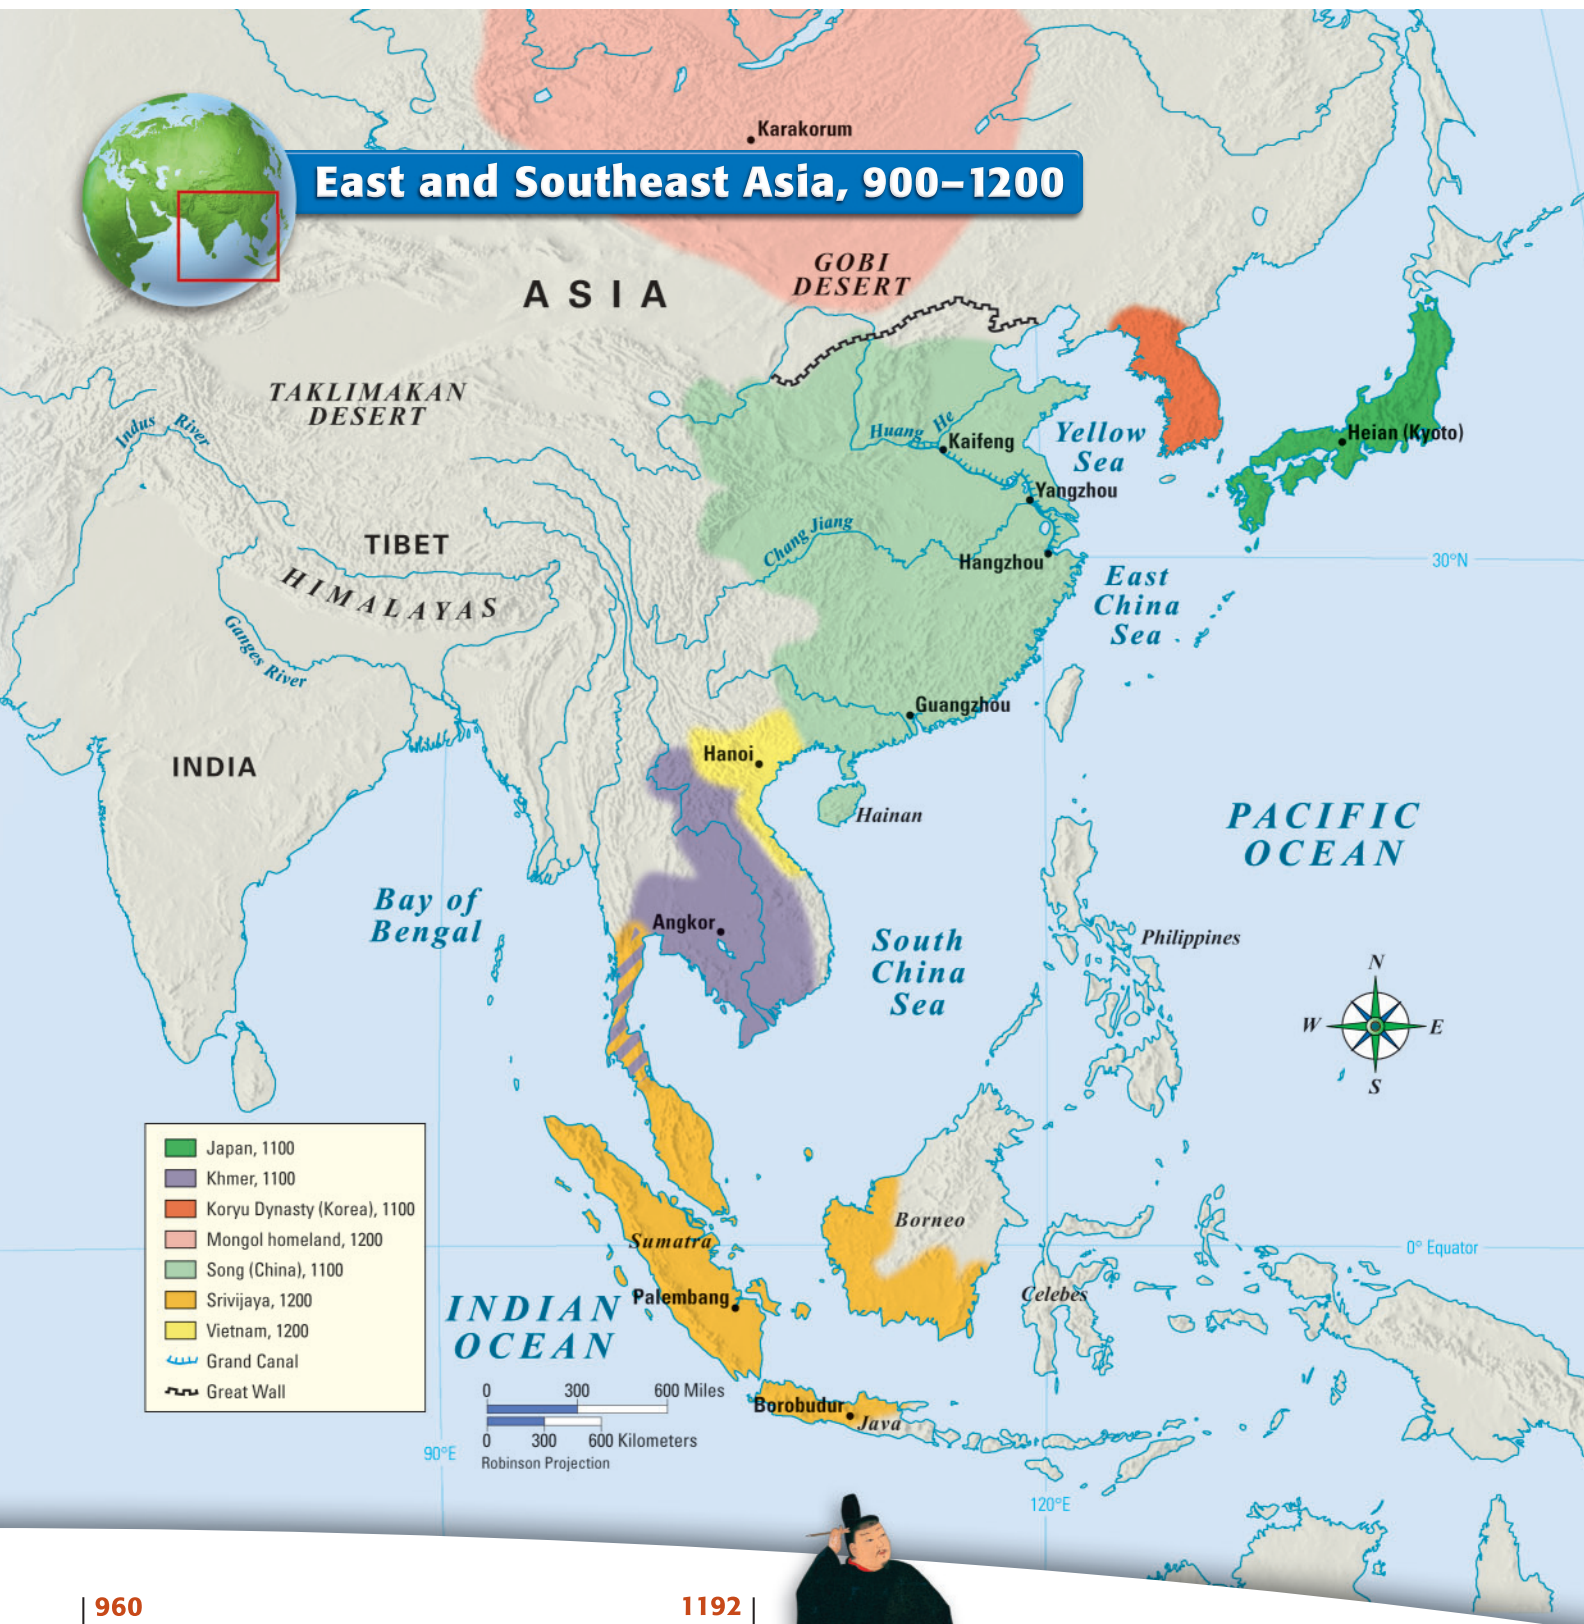 Karakorum
East and Southeast Asia, 900–1200
GOBI
DESERT
ASIA
TAKLIMAKAN
DESERT
Indus River
Huang He
Kaifeng
Yellow
Sea
Heian (Kyoto)
Yangzhou
Chang Jiang
TIBET
HIMALAYAS
Hangzhou
30°N
East
China
Sea
Ganges River
Guangzhou
INDIA
Hanoi
Hainan
PACIFIC
OCEAN
Bay of
Bengal
Angkor
South
China
Sea
Philippines
N
W
E
S
Japan, 1100
Khmer, 1100
Koryu Dynasty (Korea), 1100
Mongol homeland, 1200
Song (China), 1100
Srivijaya, 1200
Vietnam, 1200
Grand Canal
Great Wall
Borneo
Sumatra
0° Equator
Palembang
Celebes
INDIAN
OCEAN
0 300 600 Miles
0 300 600 Kilometers
Robinson Projection
Borobudur
Java
90°E
120°E
960
1192